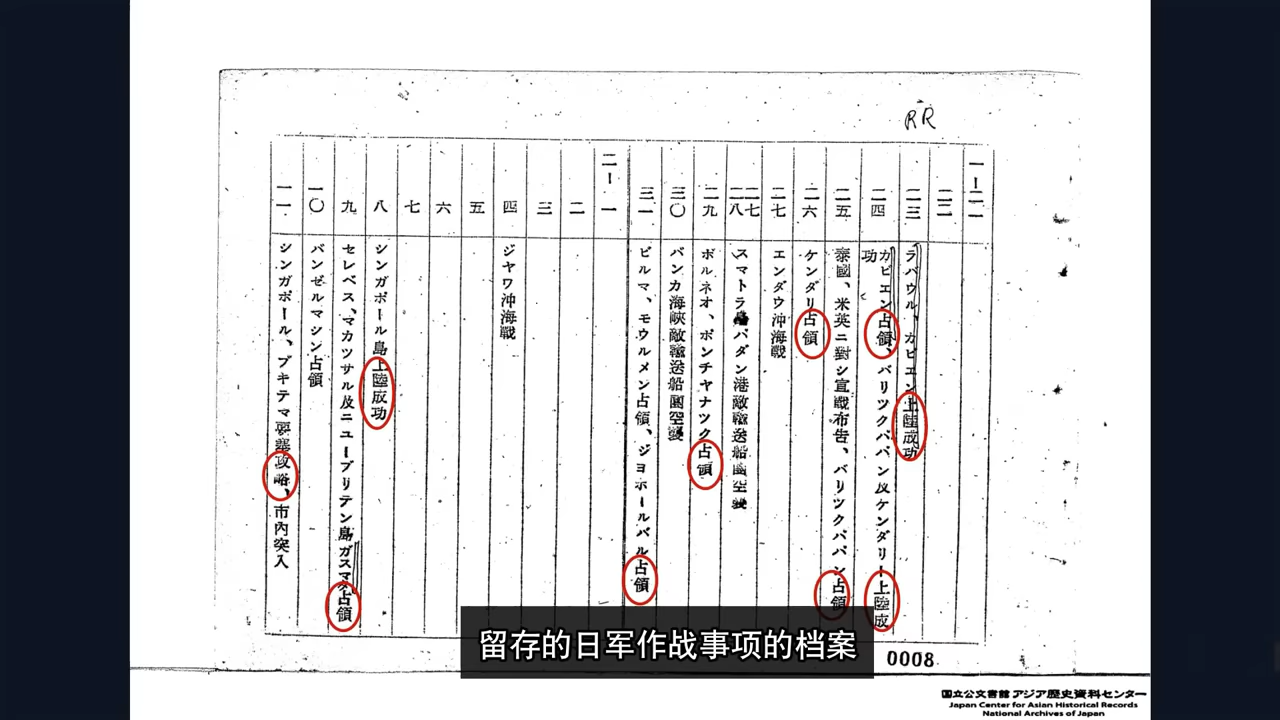 RR
一—二一
二二
二三 ラバウル、カビエン上陸成功
二四 カビエン占領、バリツクパパン及ケンダリー上陸成功
二五 泰國、米英ニ對シ宣戰布告、バリツクパパン占領
二六 ケンダリ占領
二七 エンダウ沖海戰
二七
二八 スマトラ島パダン港敵輸送船團空襲
二九 ボルネオ、ポンチヤナツク占領
三〇 バンカ海峽敵輸送船團空襲
三一 ビルマ、モウルメン占領、ジヨホールバル占領
二—一
二
三
四 ジヤワ沖海戰
五
六
七
八 シンガポール島上陸成功
九 セレベス、マカツサル及ニユーブリテン島ガスマタ占領
一〇 バンゼルマシン占領
一一 シンガポール、ブキテマ要塞攻略、市內突入
留存的日军作战事项的档案
0008
国立公文書館 アジア歴史資料センター
Japan Center for Asian Historical Records
National Archives of Japan